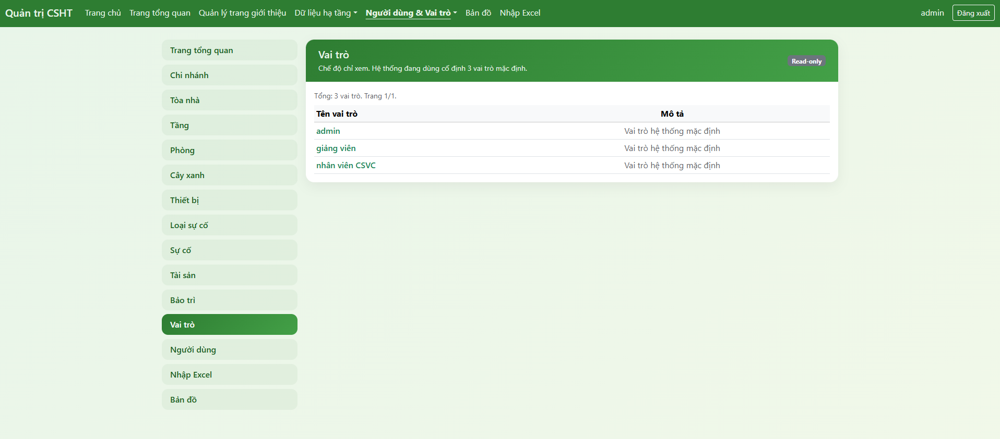 Quản trị CSHT Trang chủ Trang tổng quan Quản lý trang giới thiệu Dữ liệu hạ tầng Người dùng & Vai trò Bản đồ Nhập Excel admin Đăng xuất
Trang tổng quan
Chi nhánh
Tòa nhà
Tầng
Phòng
Cây xanh
Thiết bị
Loại sự cố
Sự cố
Tài sản
Bảo trì
Vai trò
Người dùng
Nhập Excel
Bản đồ
Vai trò
Chế độ chỉ xem. Hệ thống đang dùng cố định 3 vai trò mặc định.
Read-only
Tổng: 3 vai trò. Trang 1/1.
Tên vai trò Mô tả
admin Vai trò hệ thống mặc định
giảng viên Vai trò hệ thống mặc định
nhân viên CSVC Vai trò hệ thống mặc định